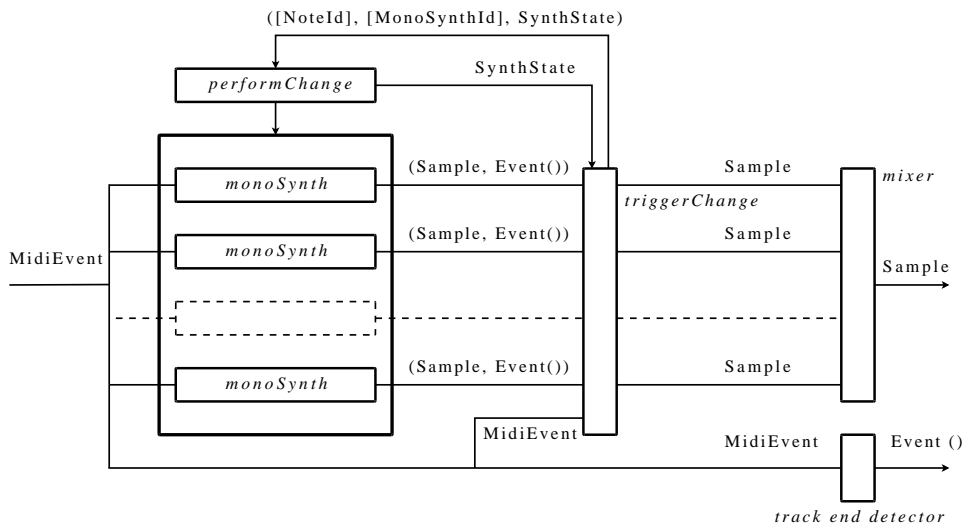 ([NoteId], [MonoSynthId], SynthState)
SynthState
performChange
(Sample, Event())
Sample
monoSynth
mixer
triggerChange
(Sample, Event())
Sample
monoSynth
MidiEvent
Sample
(Sample, Event())
Sample
monoSynth
MidiEvent
MidiEvent
Event ()
track end detector